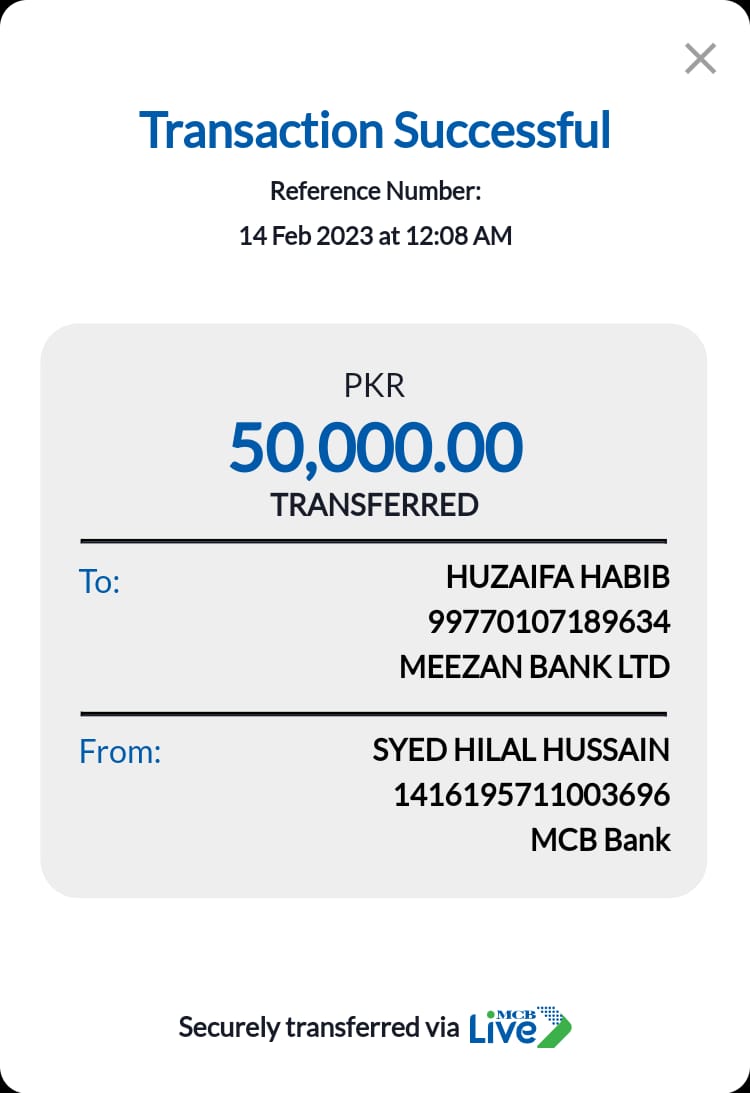 Transaction Successful
Reference Number:
14 Feb 2023 at 12:08 AM
PKR
50,000.00
TRANSFERRED
To:
HUZAIFA HABIB
99770107189634
MEEZAN BANK LTD
From:
SYED HILAL HUSSAIN
1416195711003696
MCB Bank
Securely transferred via MCB Live